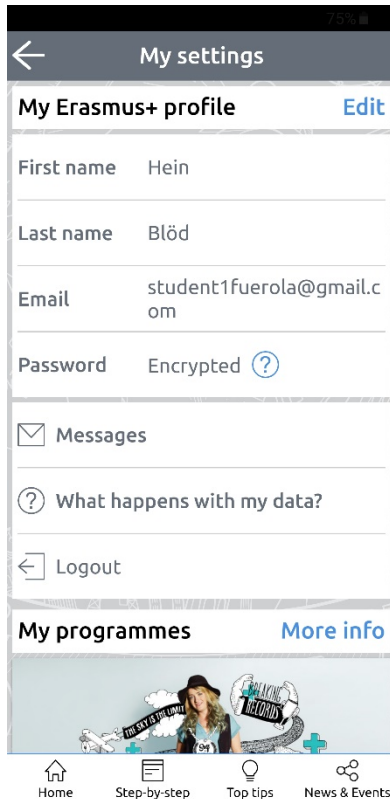 75%
My settings
My Erasmus+ profile Edit
First name Hein
Last name Blöd
Email student1fuerola@gmail.c
om
Password Encrypted ?
Messages
? What happens with my data?
Logout
My programmes More info
THE SKY IS THE LIMIT
BREAKING
RECORDS
94
Home Step-by-step Top tips News & Events